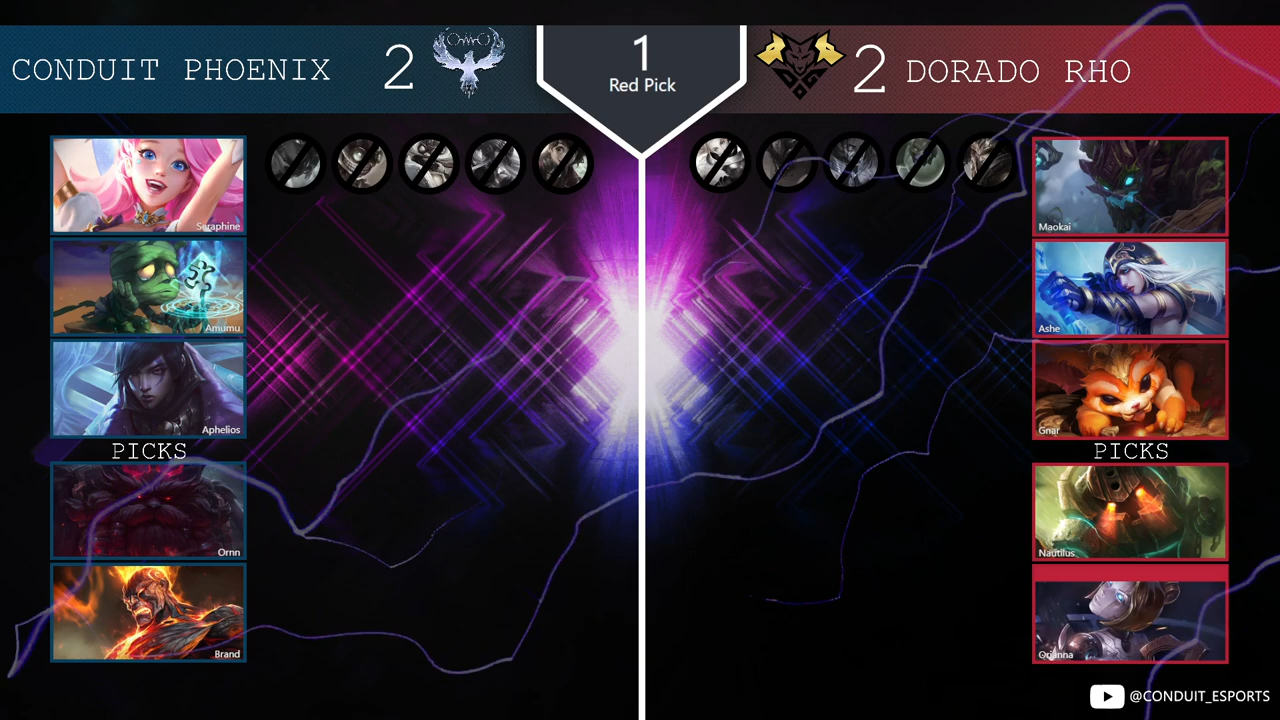 CONDUIT PHOENIX
2
1
Red Pick
2
DORADO RHO
Seraphine
Amumu
Aphelios
PICKS
Ornn
Brand
Maokai
Ashe
Gnar
PICKS
Nautilus
Orianna
@CONDUIT_ESPORTS